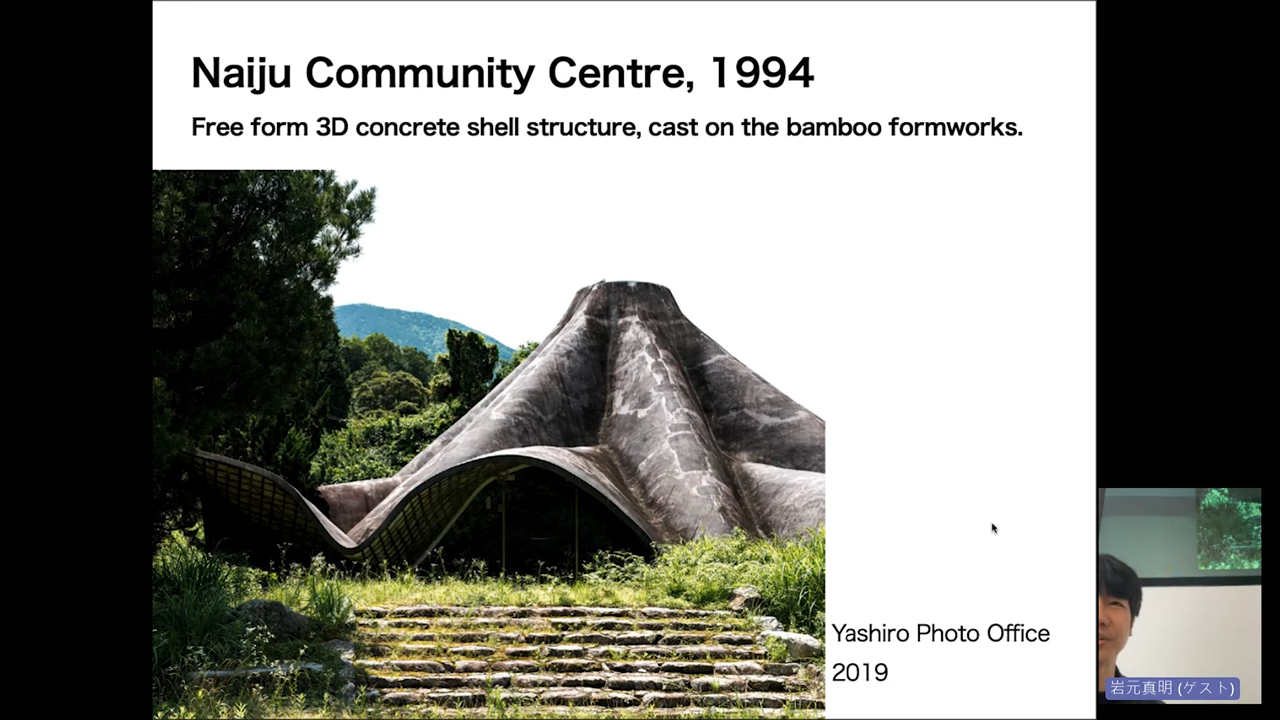 Naiju Community Centre, 1994
Free form 3D concrete shell structure, cast on the bamboo formworks.
Yashiro Photo Office
2019
岩元真明 (ゲスト)